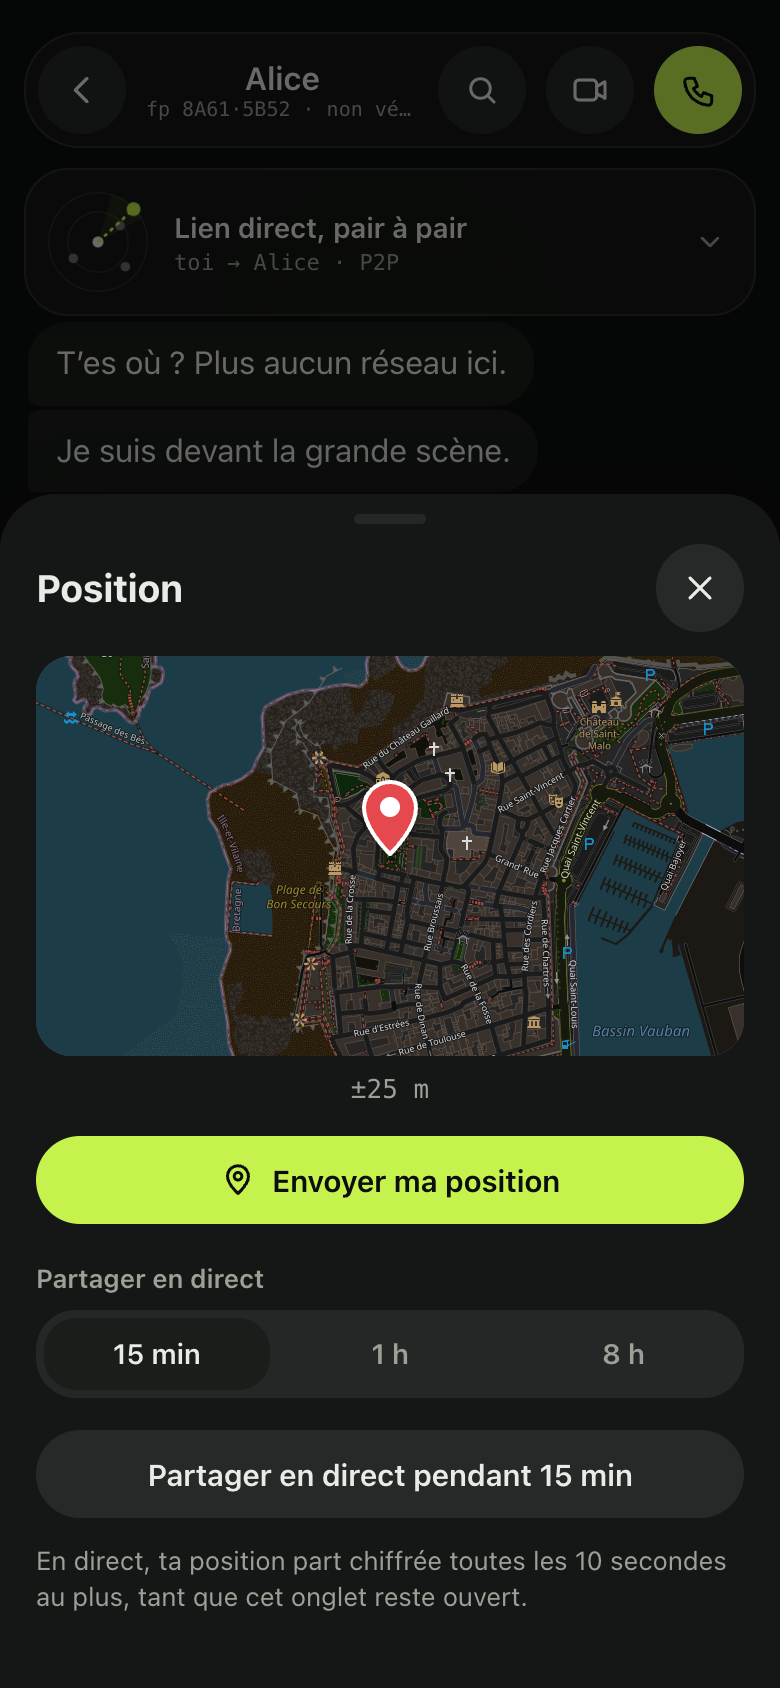 Alice
fp 8A61·5B52 · non vé…
Lien direct, pair à pair
toi → Alice · P2P
T’es où ? Plus aucun réseau ici.
Je suis devant la grande scène.
Position
Passage des Bés
Rue du Château Gaillard
Château
de Saint-
Malo
P
P
Rue Saint-Vincent
Rue Jacques Cartier
Quai Saint-Vincent
P
Ille-et-Vilaine
Bretagne
Plage de
Bon Secours
Rue de la Crosse
Grand' Rue
Quai Bajoyer
Rue Broussais
Rue des Cordiers
Rue de Chartres
P
Quai Saint-Louis
Rue de la Fosse
Rue de Dinan
Rue d'Estrées
Rue de Toulouse
Bassin Vauban
±25 m
Envoyer ma position
Partager en direct
15 min
1 h
8 h
Partager en direct pendant 15 min
En direct, ta position part chiffrée toutes les 10 secondes
au plus, tant que cet onglet reste ouvert.